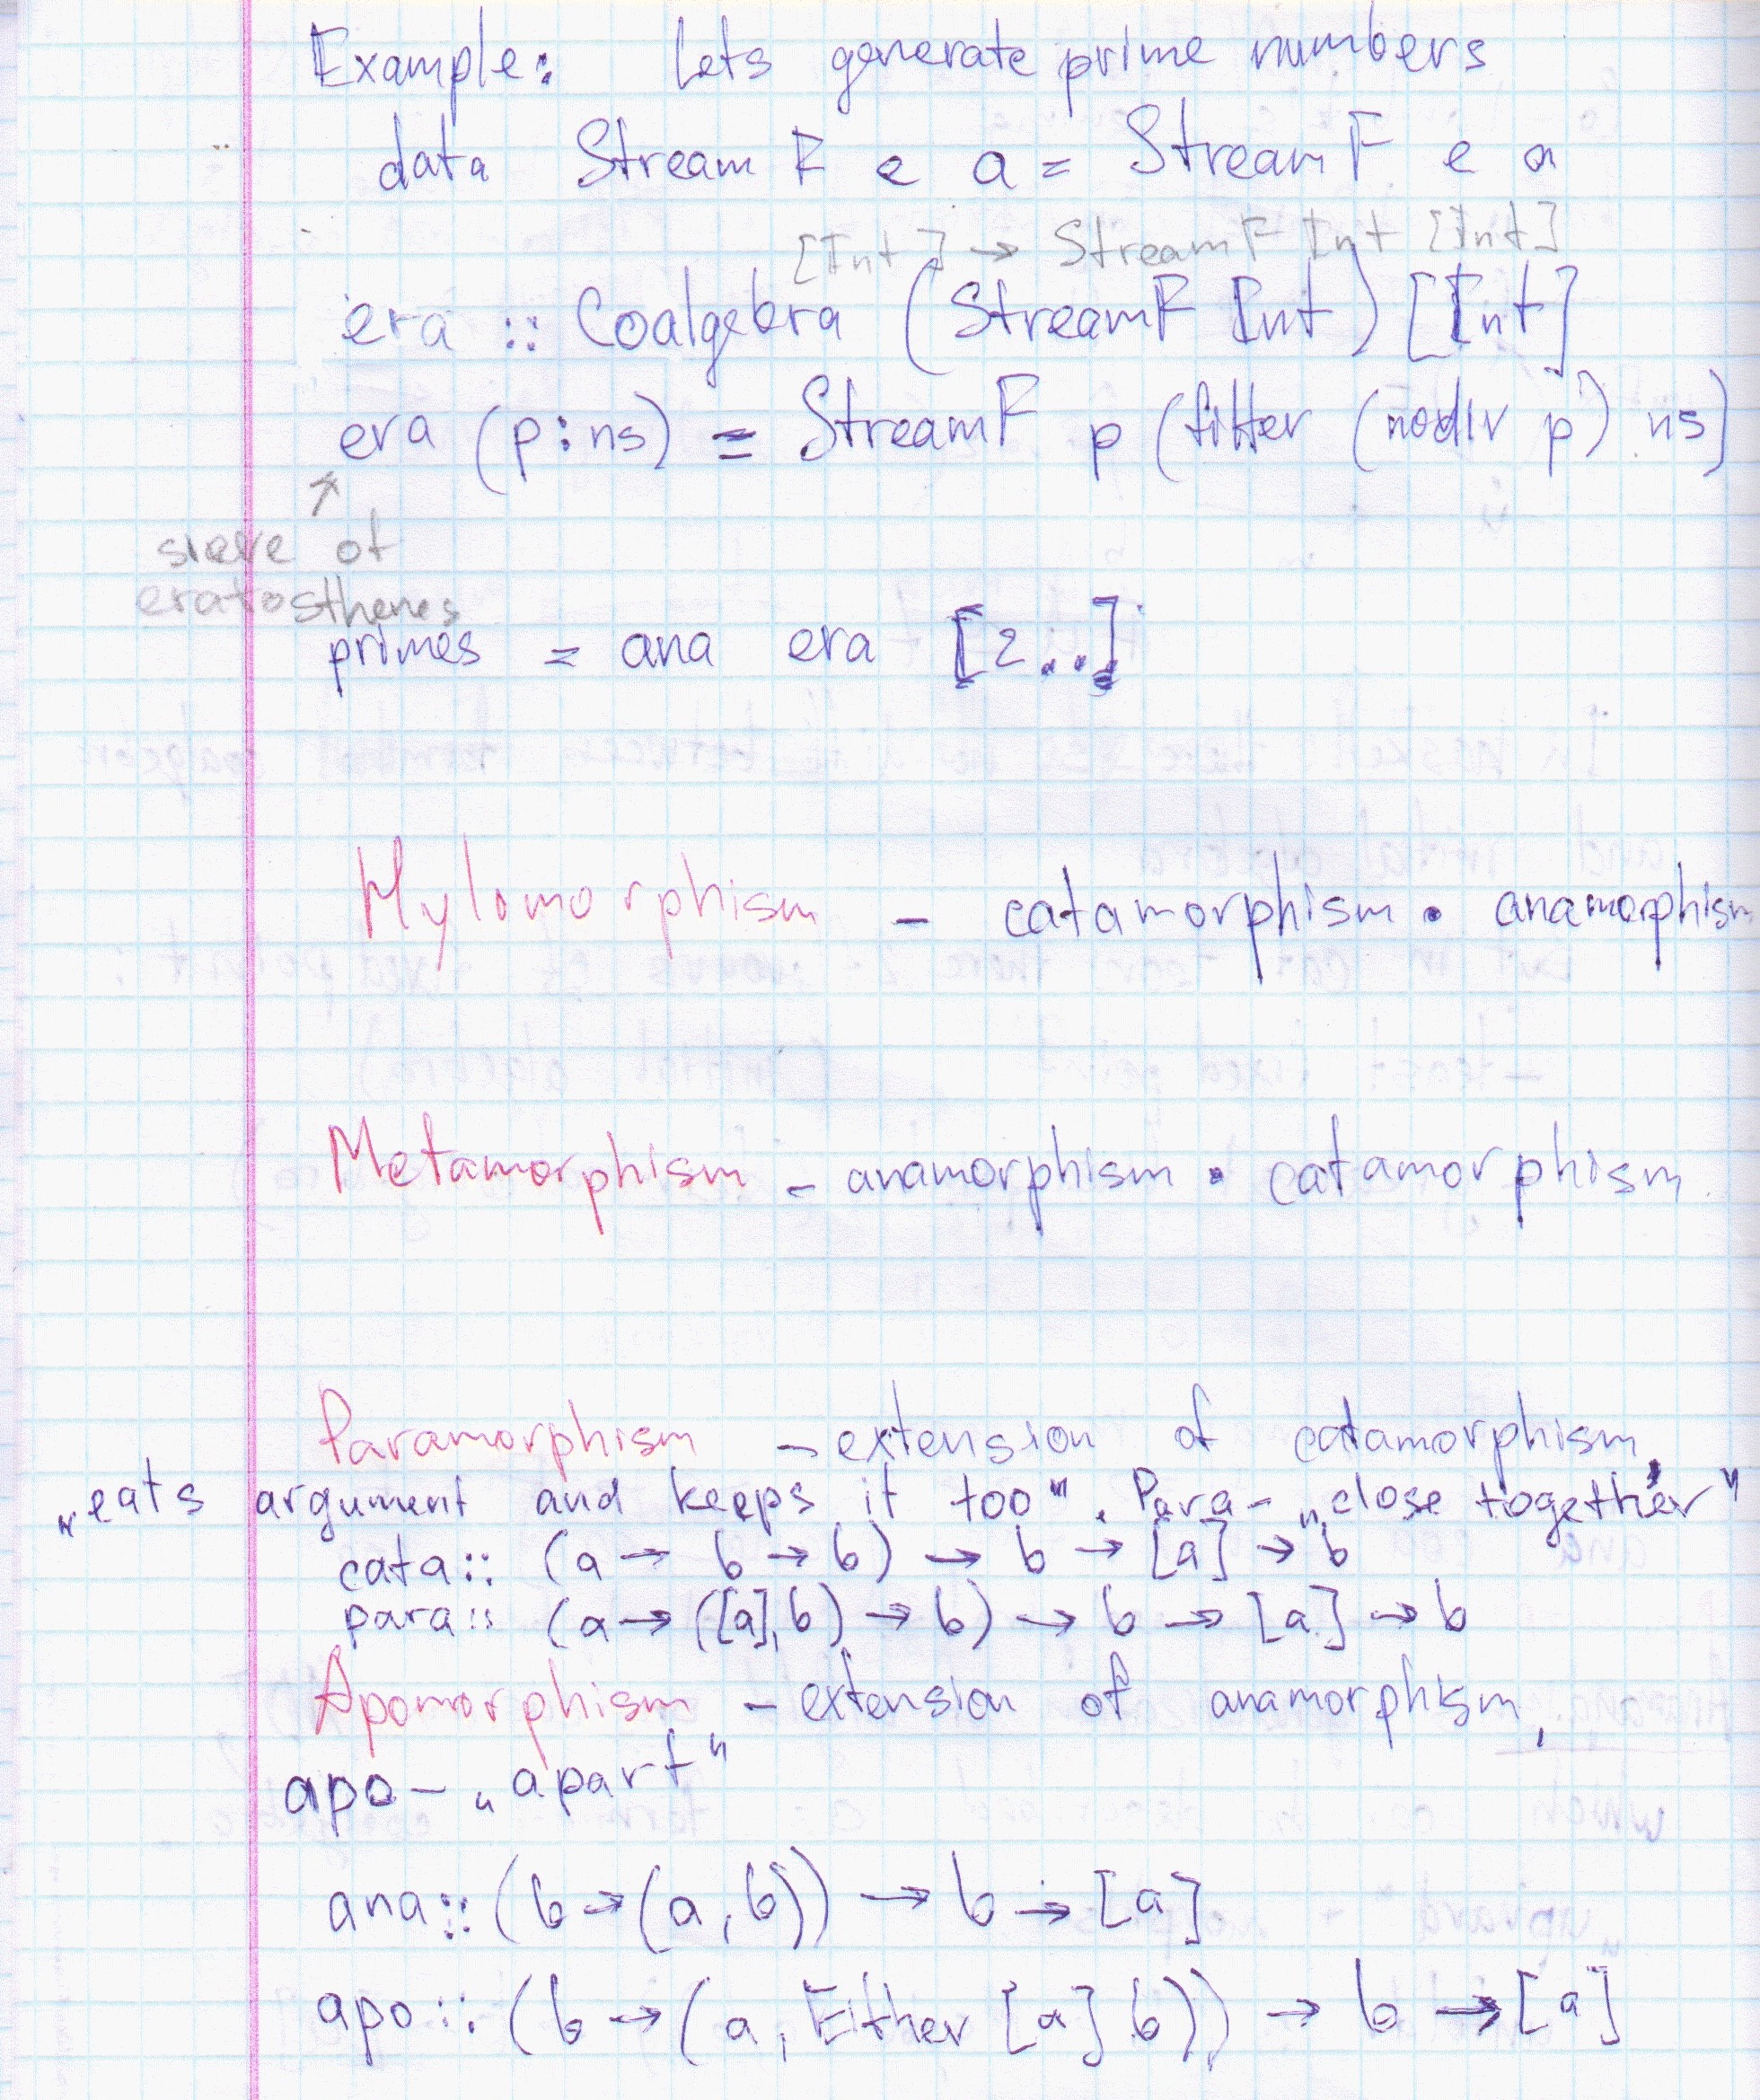 Example: Lets generate prime numbers
data StreamF e a = StreamF e a
[Int] → StreamF Int [Int]
era :: Coalgebra (StreamF Int) [Int]
era (p:ns) = StreamF p (filter (nodiv p) ns)
↗
sieve of
eratosthenes
primes = ana era [2..]
Hylomorphism - catamorphism • anamorphism
Metamorphism - anamorphism • catamorphism
Paramorphism - extension of catamorphism,
„eats argument and keeps it too". Para- „close together"
cata:: (a → b → b) → b → [a] → b
para:: (a → ([a], b) → b) → b → [a] → b
Apomorphism - extension of anamorphism,
apo - „apart"
ana:: (b → (a, b)) → b → [a]
apo:: (b → (a, Either [a] b)) → b → [a]